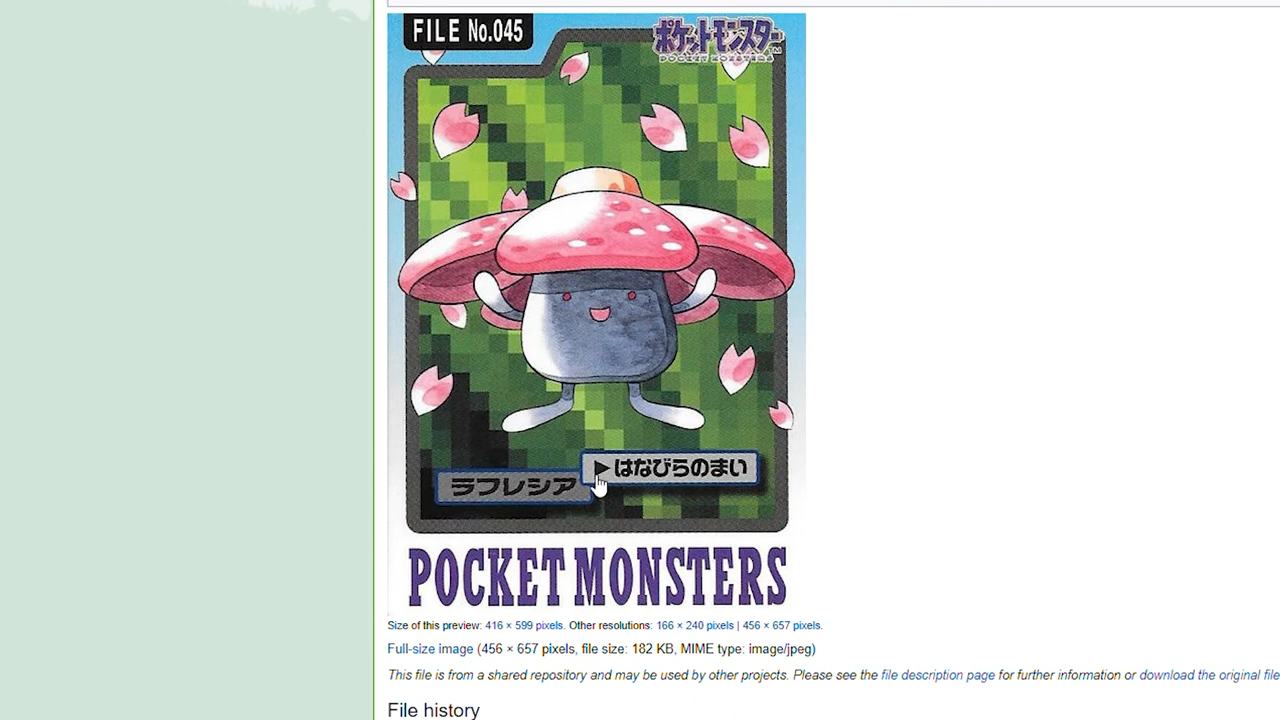 FILE No.045
ポケットモンスター TM
POCKET MONSTERS
▶はなびらのまい
ラフレシア
POCKET MONSTERS
Size of this preview: 416 × 599 pixels. Other resolutions: 166 × 240 pixels | 456 × 657 pixels.
Full-size image (456 × 657 pixels, file size: 182 KB, MIME type: image/jpeg)
This file is from a shared repository and may be used by other projects. Please see the file description page for further information or download the original file
File history